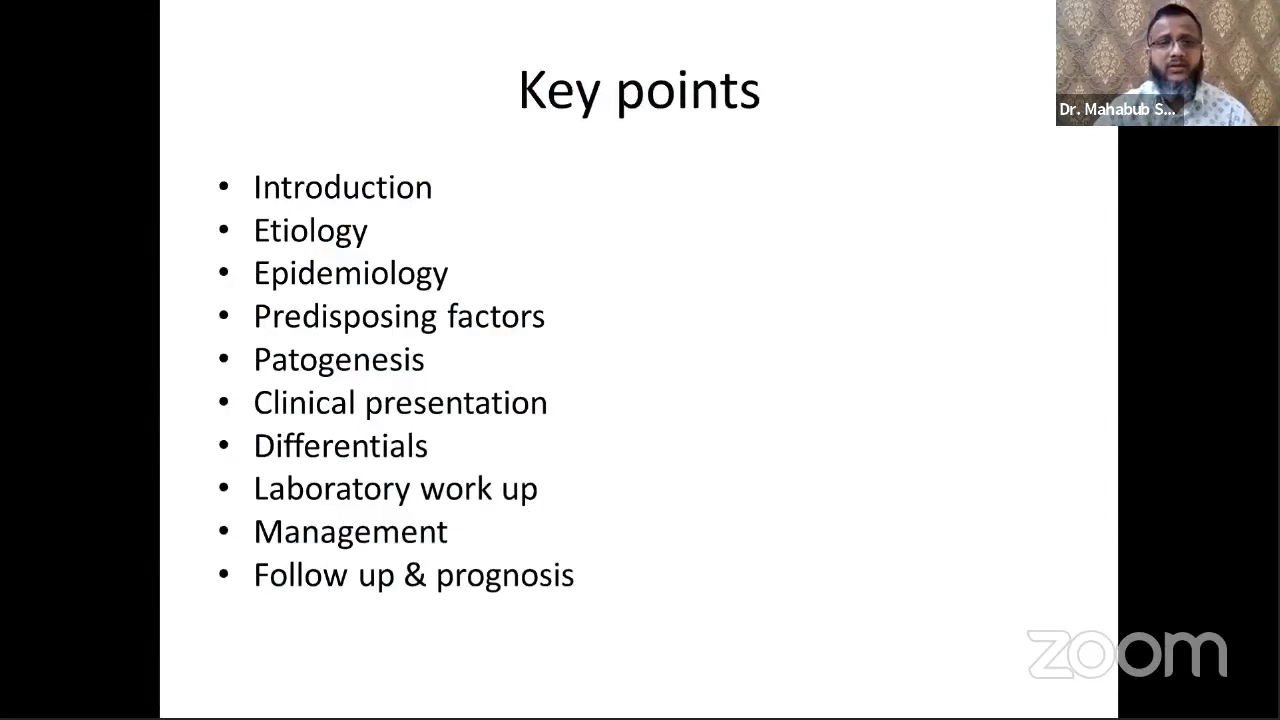 Key points
Dr. Mahabub S...
• Introduction
• Etiology
• Epidemiology
• Predisposing factors
• Patogenesis
• Clinical presentation
• Differentials
• Laboratory work up
• Management
• Follow up & prognosis
zoom